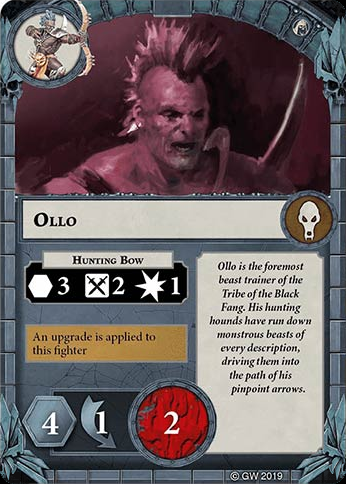 OLLO
HUNTING BOW
3 2 1
An upgrade is applied to
this fighter
Ollo is the foremost
beast trainer of the
Tribe of the Black
Fang. His hunting
hounds have run down
monstrous beasts of
every description,
driving them into
the path of his
pinpoint arrows.
4 1 2
© GW 2019